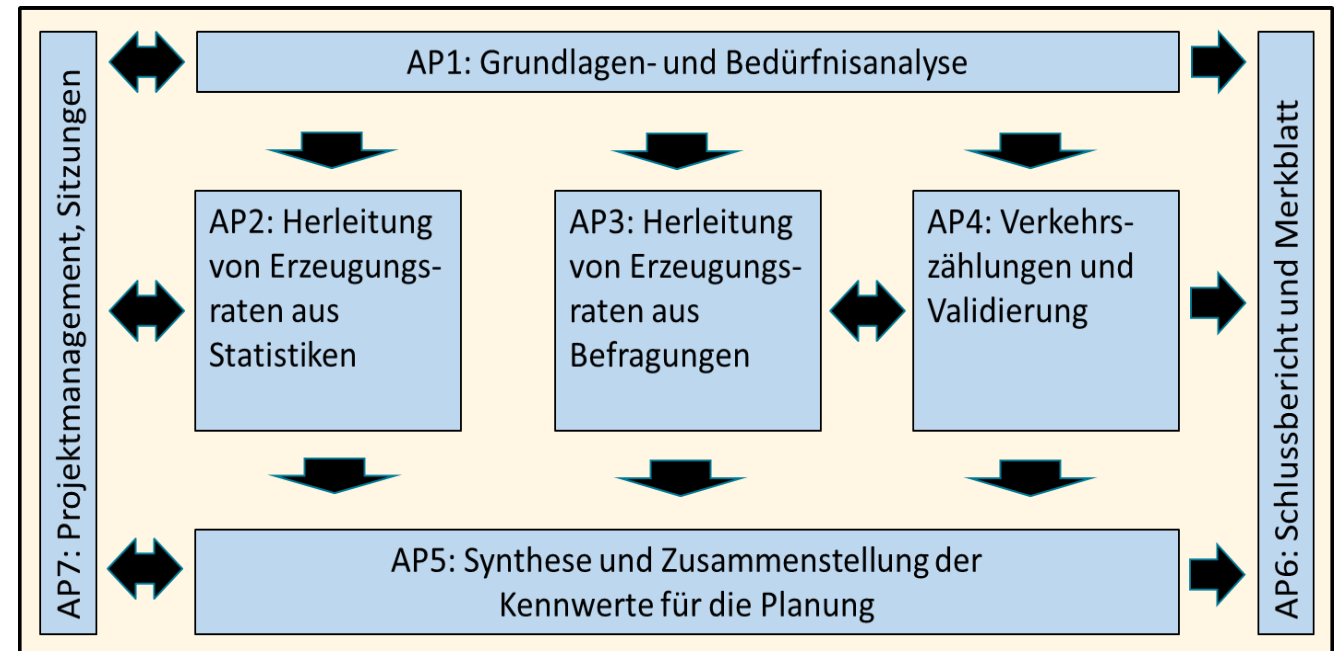 AP7: Projektmanagement, Sitzungen
AP1: Grundlagen- und Bedürfnisanalyse
AP2: Herleitung
von Erzeugungs-
raten aus
Statistiken
AP3: Herleitung
von Erzeugungs-
raten aus
Befragungen
AP4: Verkehrs-
zählungen und
Validierung
AP5: Synthese und Zusammenstellung der
Kennwerte für die Planung
AP6: Schlussbericht und Merkblatt